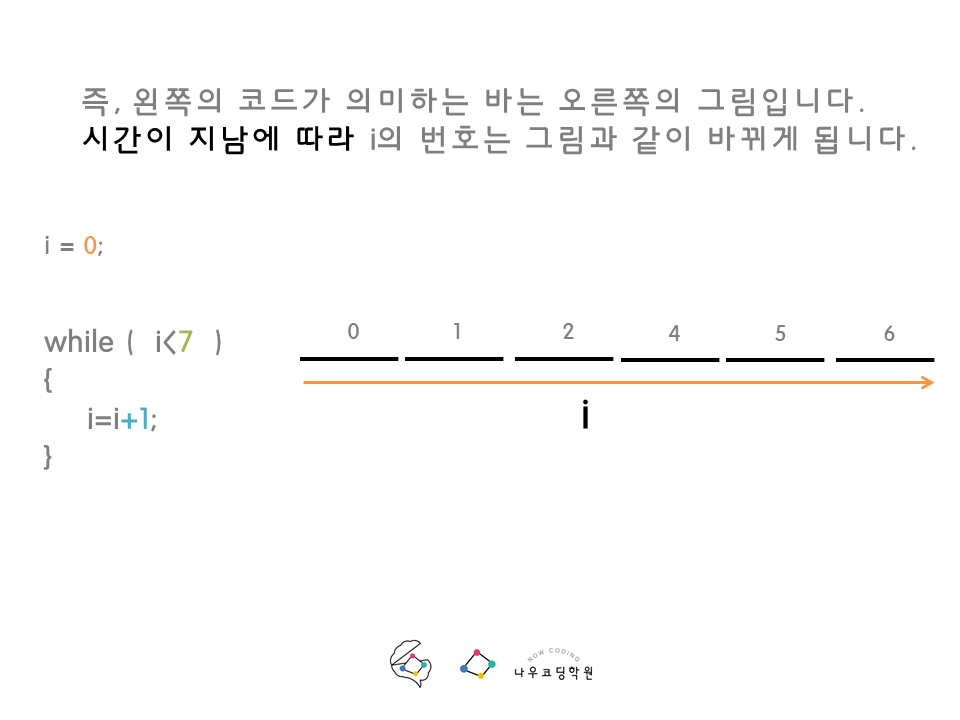 즉, 왼쪽의 코드가 의미하는 바는 오른쪽의 그림입니다.
시간이 지남에 따라 i의 번호는 그림과 같이 바뀌게 됩니다.
i = 0;
while ( i<7 )
{
i=i+1;
}
0 1 2 4 5 6
i
NOW CODING
나우코딩학원